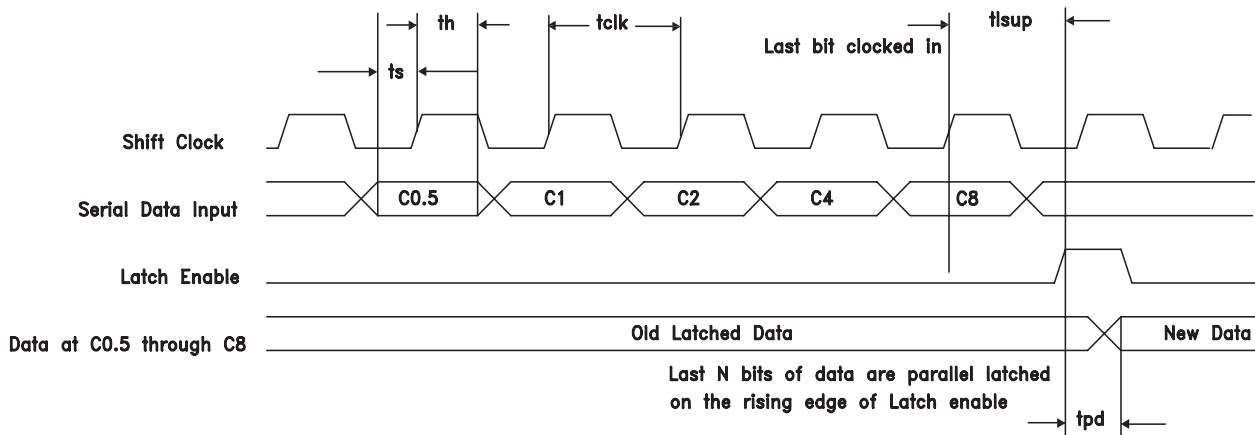 th
tclk
tlsup
Last bit clocked in
ts
Shift Clock
Serial Data Input
C0.5
C1
C2
C4
C8
Latch Enable
Data at C0.5 through C8
Old Latched Data
New Data
Last N bits of data are parallel latched
on the rising edge of Latch enable
tpd